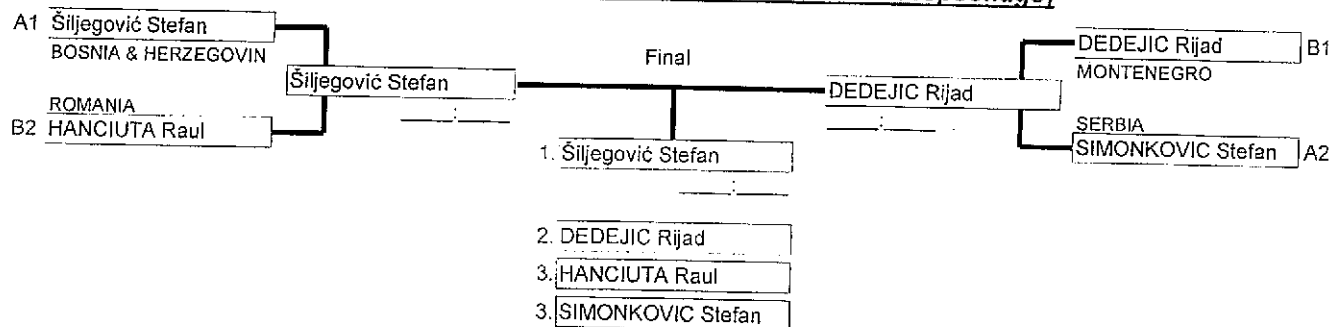 A1 Šiljegović Stefan
BOSNIA & HERZEGOVIN
Šiljegović Stefan
ROMANIA
B2 HANCIUTA Raul
Final
DEDEJIC Rijad B1
MONTENEGRO
DEDEJIC Rijad
SERBIA
SIMONKOVIC Stefan A2
1. Šiljegović Stefan
2. DEDEJIC Rijad
3. HANCIUTA Raul
3. SIMONKOVIC Stefan